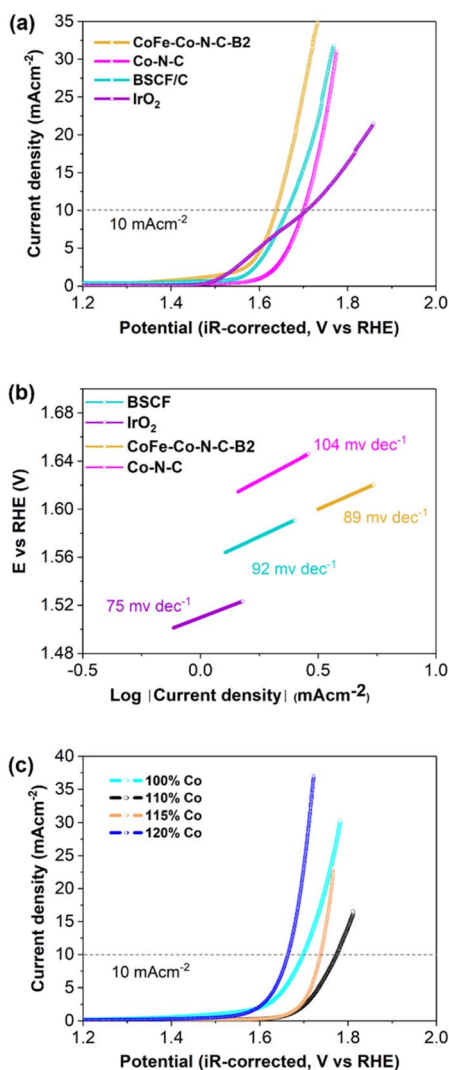 (a)
35
30
25
20
15
10
5
0
Current density (mAcm-2)
CoFe-Co-N-C-B2
Co-N-C
BSCF/C
IrO2
10 mAcm-2
1.2 1.4 1.6 1.8 2.0
Potential (iR-corrected, V vs RHE)
(b)
1.68
1.64
1.60
1.56
1.52
1.48
E vs RHE (V)
BSCF
IrO2
CoFe-Co-N-C-B2
Co-N-C
104 mv dec-1
89 mv dec-1
92 mv dec-1
75 mv dec-1
-0.5 0.0 0.5 1.0
Log |Current density| (mAcm-2)
(c)
40
30
20
10
0
Current density (mAcm-2)
100% Co
110% Co
115% Co
120% Co
10 mAcm-2
1.2 1.4 1.6 1.8 2.0
Potential (iR-corrected, V vs RHE)